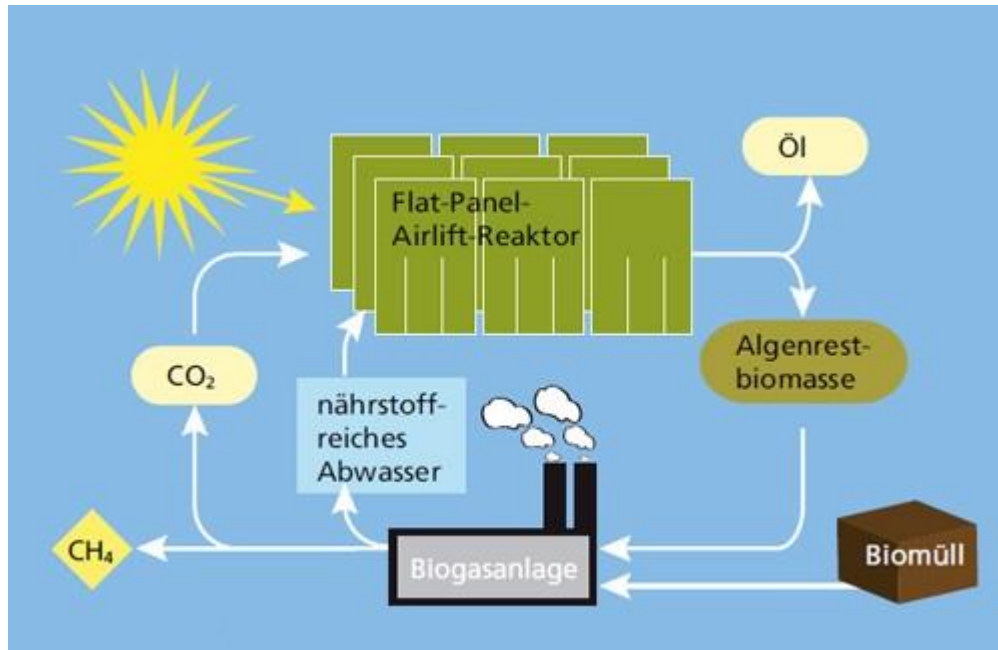 Öl
Flat-Panel-
Airlift-Reaktor
CO₂
Algenrest-
biomasse
nährstoff-
reiches
Abwasser
CH₄
Biogasanlage
Biomüll